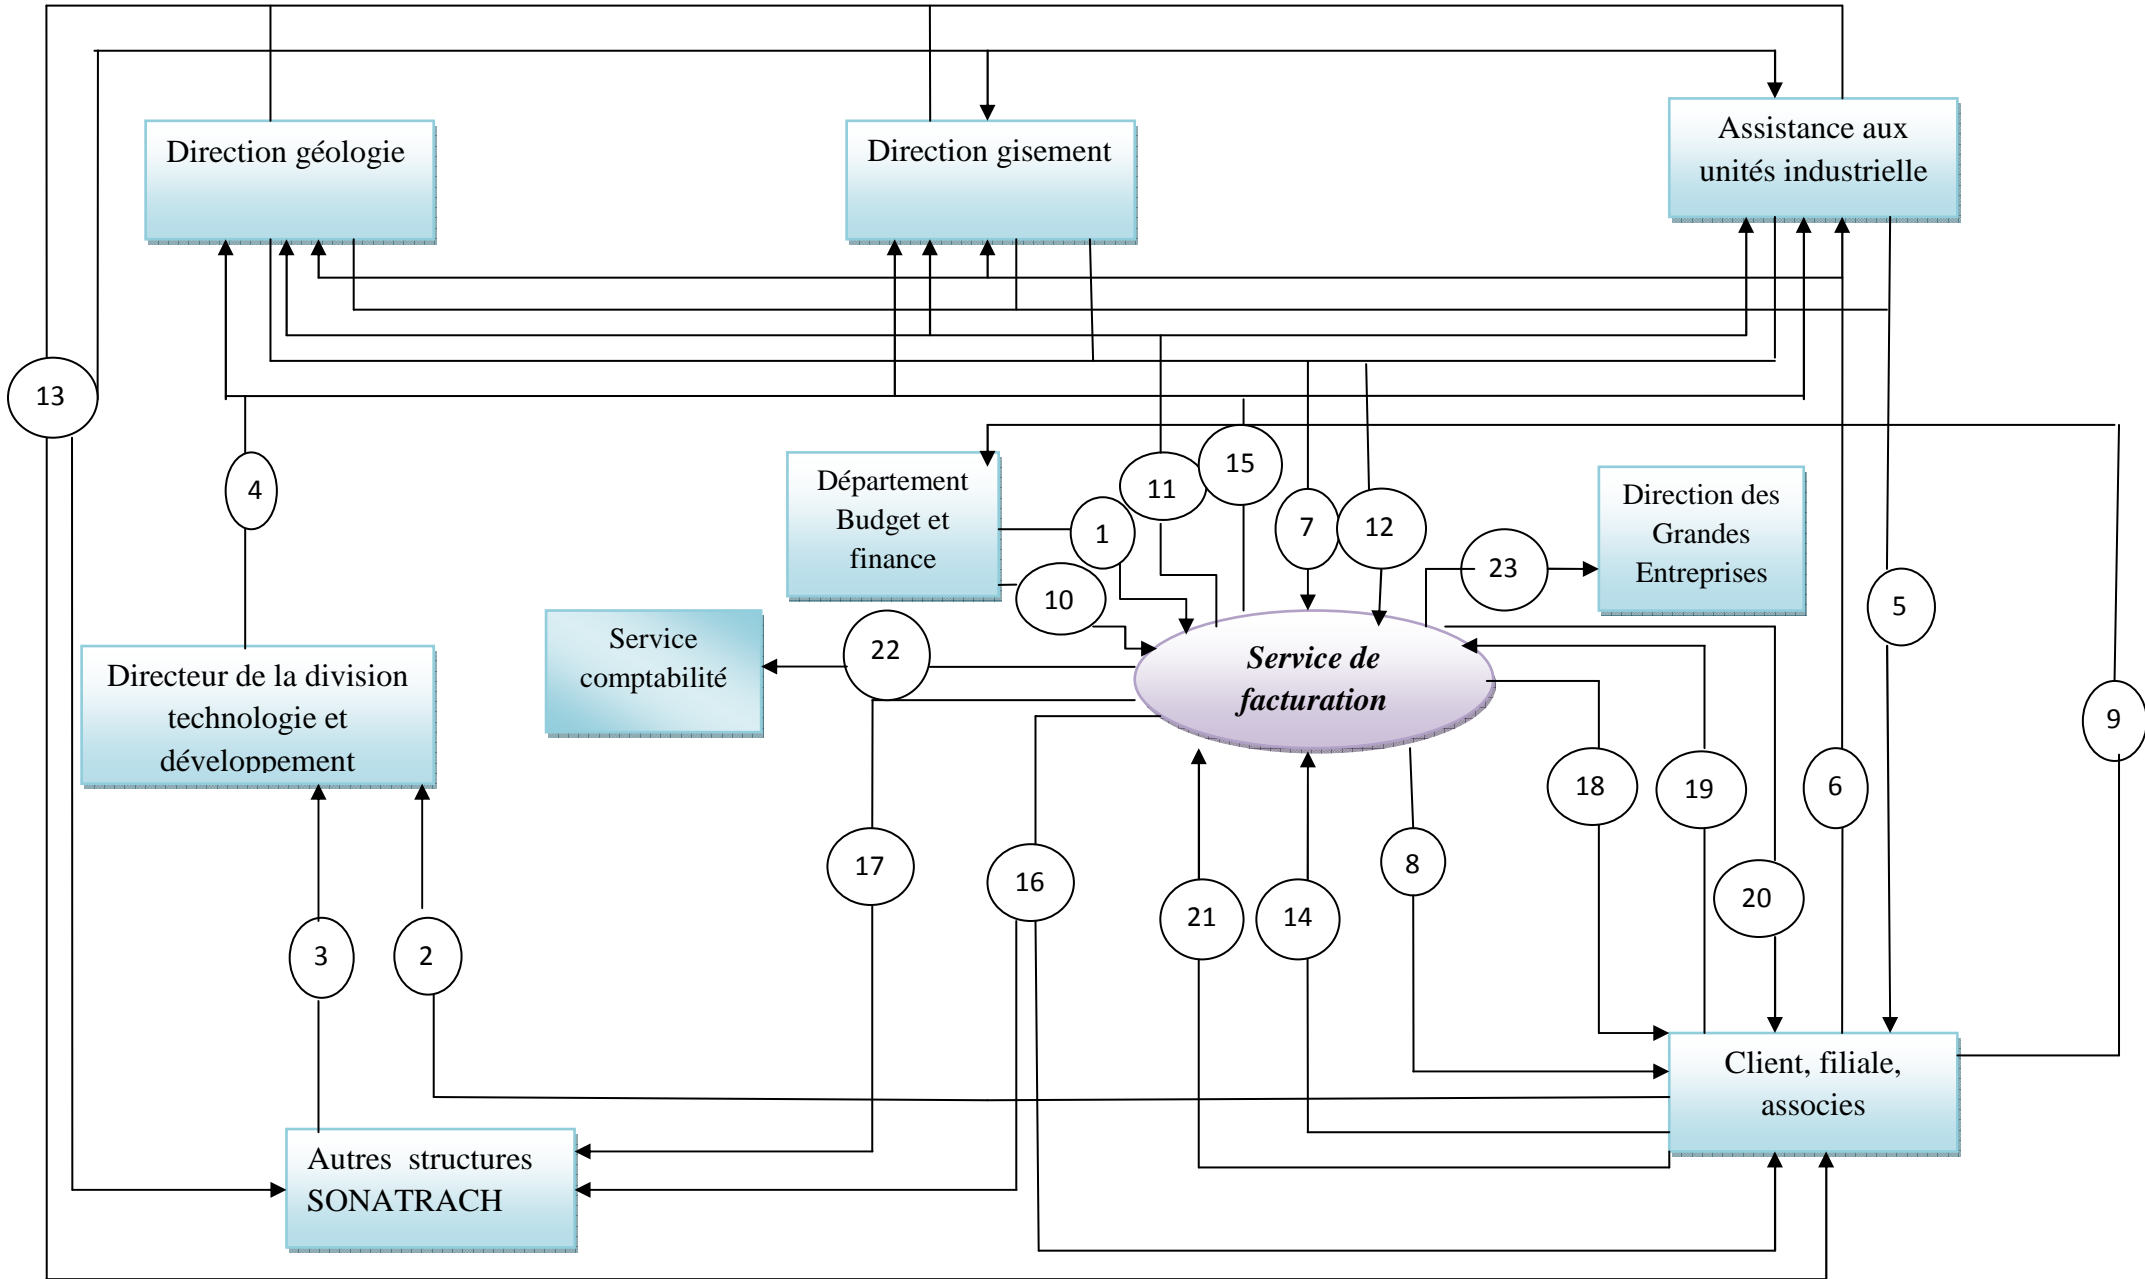 Direction géologie
Direction gisement
Assistance aux
unités industrielle
13
4
Département
Budget et
finance
1
11
15
7
12
23
Direction des
Grandes
Entreprises
10
5
Service
comptabilité
22
Service de
facturation
Directeur de la division
technologie et
développement
9
18
19
6
17
16
8
20
21
14
3
2
Client, filiale,
associes
Autres structures
SONATRACH